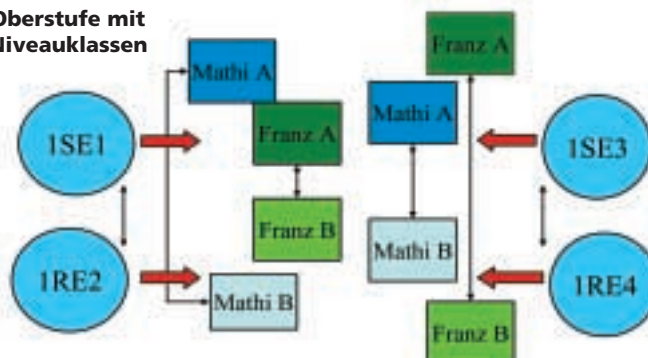 Oberstufe mit
Niveauklassen
Mathi A
Franz A
1SE1
Franz A
Mathi A
1SE3
Franz B
Mathi B
1RE2
Mathi B
1RE4
Franz B